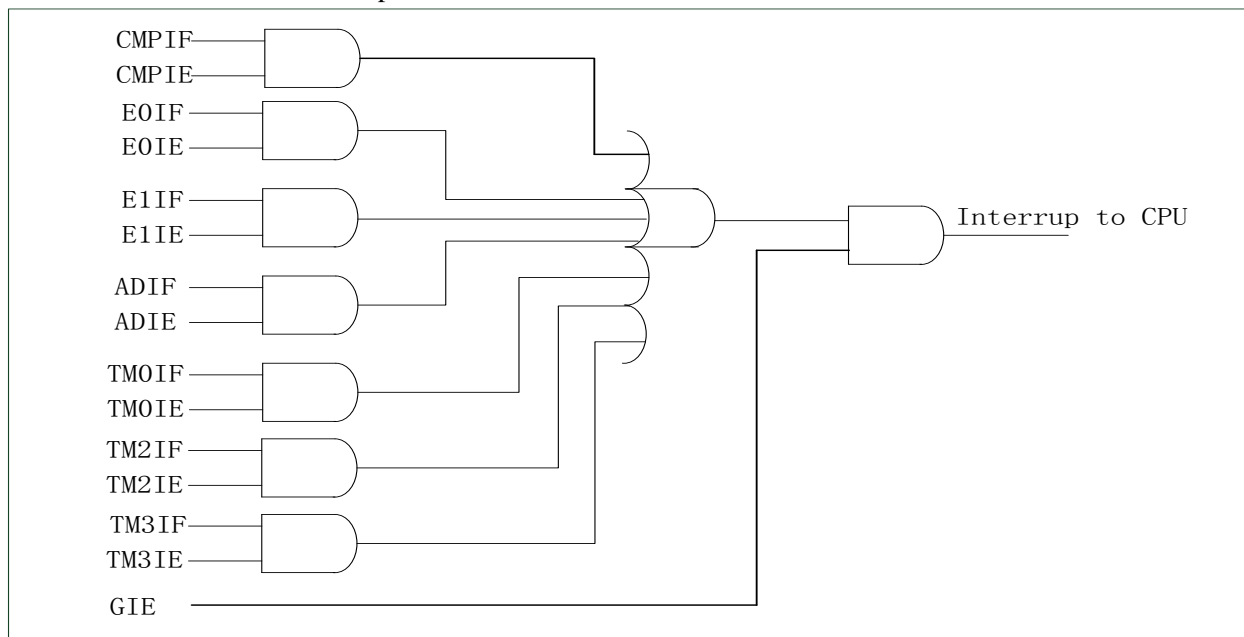 CMPIF
CMPIE
E0IF
E0IE
E1IF
E1IE
Interrup to CPU
ADIF
ADIE
TM0IF
TM0IE
TM2IF
TM2IE
TM3IF
TM3IE
GIE